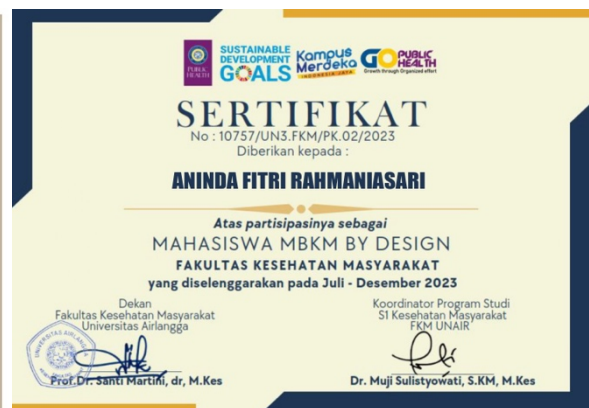 PUBLIC
HEALTH
SUSTAINABLE
DEVELOPMENT
GOALS
Kampus
Merdeka
INDONESIA JAYA
GO PUBLIC
HEALTH
Growth through Organized effort
SERTIFIKAT
No : 10757/UN3.FKM/PK.02/2023
Diberikan kepada :
ANINDA FITRI RAHMANIASARI
Atas partisipasinya sebagai
MAHASISWA MBKM BY DESIGN
FAKULTAS KESEHATAN MASYARAKAT
yang diselenggarakan pada Juli - Desember 2023
Dekan
Fakultas Kesehatan Masyarakat
Universitas Airlangga
UNIVERSITAS AIRLANGGA
Prof.Dr. Santi Martini, dr, M.Kes
Koordinator Program Studi
S1 Kesehatan Masyarakat
FKM UNAIR
Dr. Muji Sulistyowati, S.KM, M.Kes